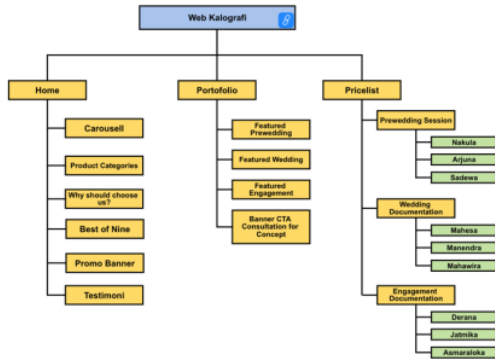 Web Kalografi
Home
Portofolio
Pricelist
Carousell
Product Categories
Why should choose
us?
Best of Nine
Promo Banner
Testimoni
Featured
Prewedding
Featured Wedding
Featured
Engagement
Banner CTA
Consultation for
Concept
Prewedding Session
Nakula
Arjuna
Sadewa
Wedding
Documentation
Mahesa
Manendra
Mahawira
Engagement
Documentation
Derana
Jatmika
Asmaraloka